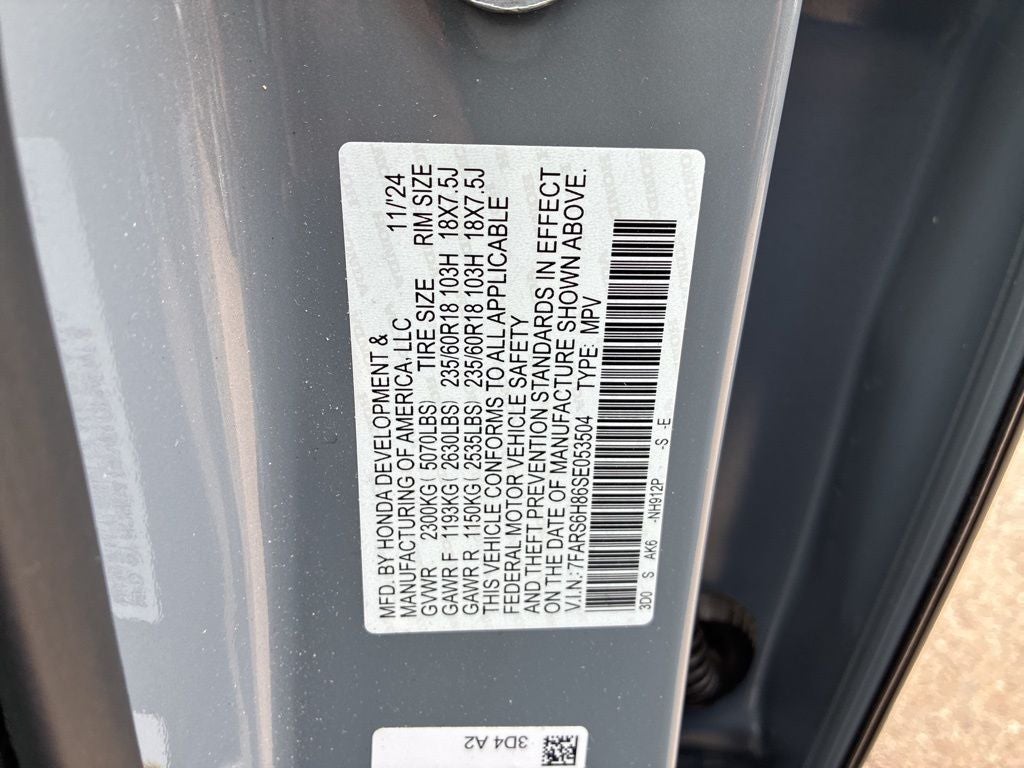 MFD. BY HONDA DEVELOPMENT &
MANUFACTURING OF AMERICA, LLC 11/'24
GVWR 2300KG ( 5070LBS) TIRE SIZE RIM SIZE
GAWR F 1193KG ( 2630LBS) 235/60R18 103H 18X7.5J
GAWR R 1150KG ( 2535LBS) 235/60R18 103H 18X7.5J
THIS VEHICLE CONFORMS TO ALL APPLICABLE
FEDERAL MOTOR VEHICLE SAFETY
AND THEFT PREVENTION STANDARDS IN EFFECT
ON THE DATE OF MANUFACTURE SHOWN ABOVE.
V.I.N.: 7FARS6H86SE053504 TYPE: MPV
3D0 S AK6 -NH912P - -S -E
3D4 A2